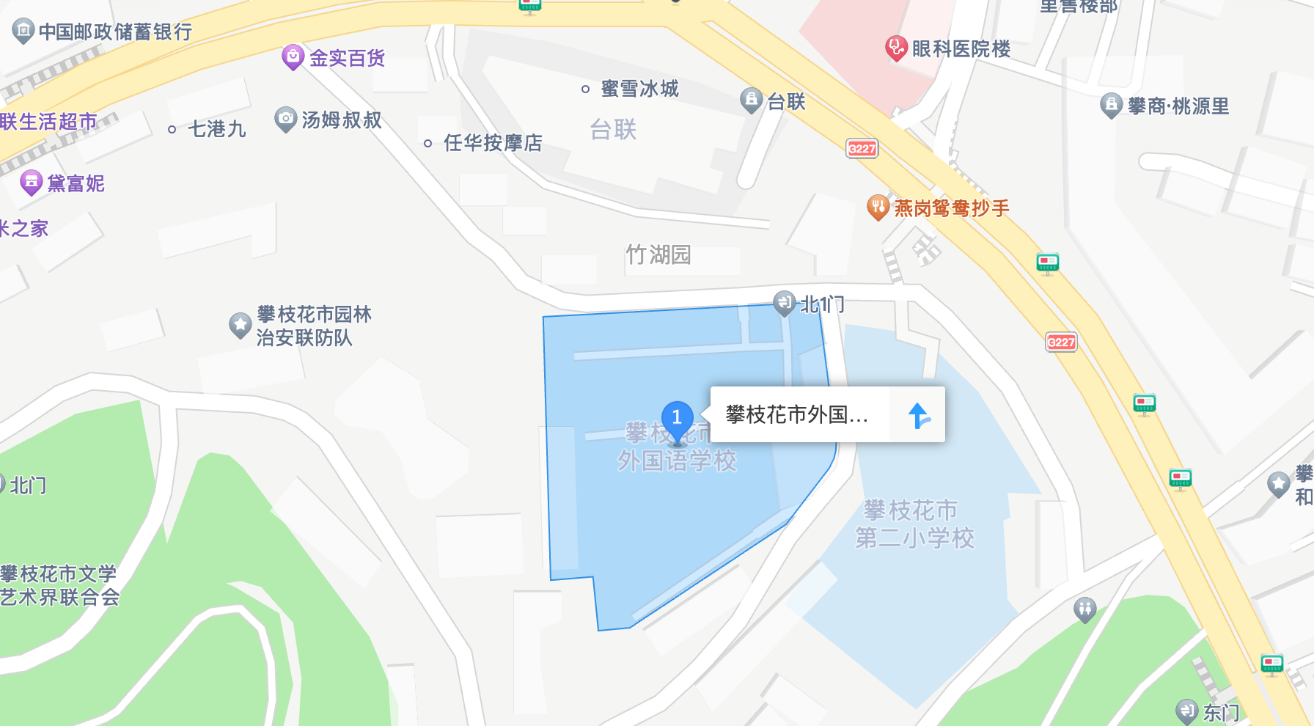 里售楼部
中国邮政储蓄银行
眼科医院楼
金实百货
蜜雪冰城
台联
攀商·桃源里
联生活超市
七港九
汤姆叔叔
台联
任华按摩店
G227
黛富妮
燕岗鸳鸯抄手
米之家
竹湖园
北1门
攀枝花市园林
治安联防队
G227
1
攀枝花市外国...
攀枝花市
外国语学校
北门
攀
和
攀枝花市
第二小学校
攀枝花市文学
艺术界联合会
东门